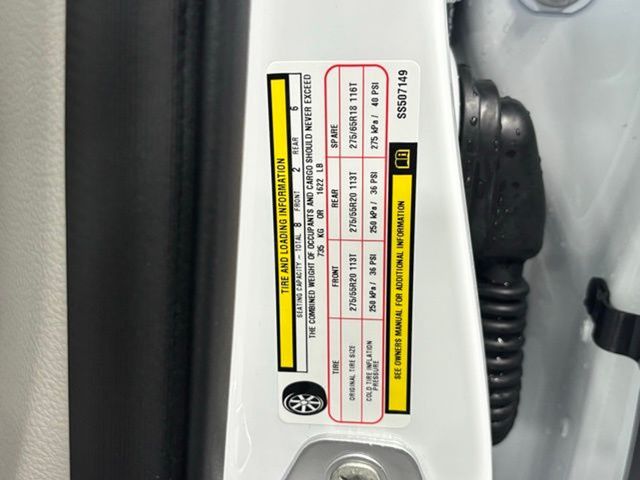 TIRE AND LOADING INFORMATION
SEATING CAPACITY - TOTAL 8 FRONT 2 REAR 6
THE COMBINED WEIGHT OF OCCUPANTS AND CARGO SHOULD NEVER EXCEED
735 KG OR 1622 LB
TIRE FRONT REAR SPARE
ORIGINAL TIRE SIZE 275/55R20 113T 275/55R20 113T 275/65R18 116T
COLD TIRE INFLATION PRESSURE 250 kPa / 36 PSI 250 kPa / 36 PSI 275 kPa / 40 PSI
SEE OWNERS MANUAL FOR ADDITIONAL INFORMATION
SS507149